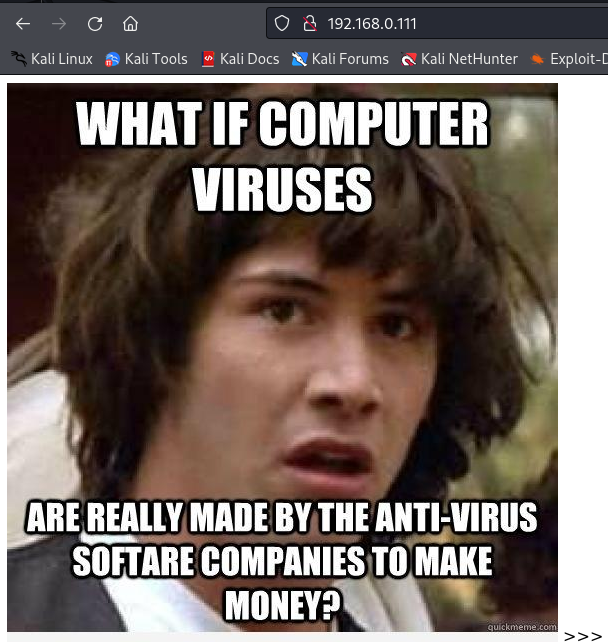 192.168.0.111
Kali Linux Kali Tools Kali Docs Kali Forums Kali NetHunter Exploit-D
WHAT IF COMPUTER
VIRUSES
ARE REALLY MADE BY THE ANTI-VIRUS
SOFTARE COMPANIES TO MAKE
MONEY?
quickmeme.com
>>>